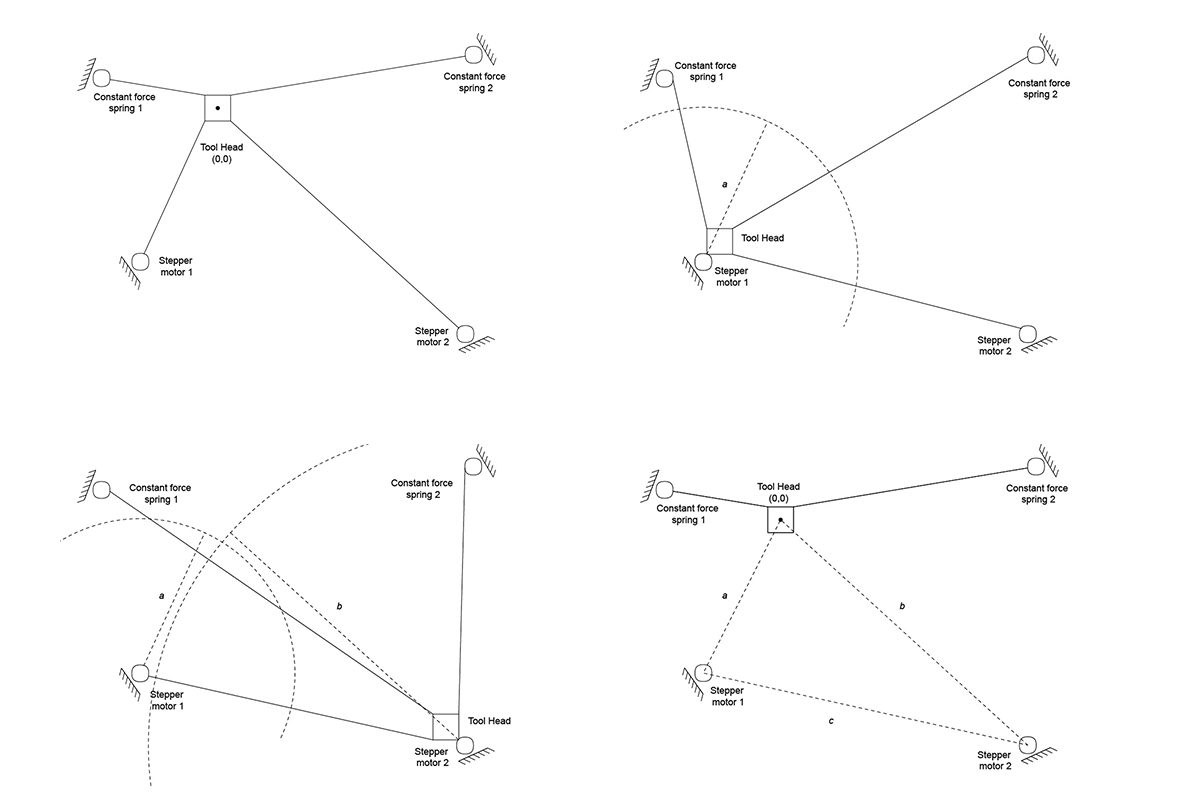 Constant force
spring 1
Constant force
spring 2
Tool Head
(0,0)
Stepper
motor 1
Stepper
motor 2
Constant force
spring 1
Constant force
spring 2
a
Tool Head
Stepper
motor 1
Stepper
motor 2
Constant force
spring 1
Constant force
spring 2
a
b
Stepper
motor 1
Tool Head
Stepper
motor 2
Tool Head
(0,0)
Constant force
spring 1
Constant force
spring 2
a
b
Stepper
motor 1
c
Stepper
motor 2